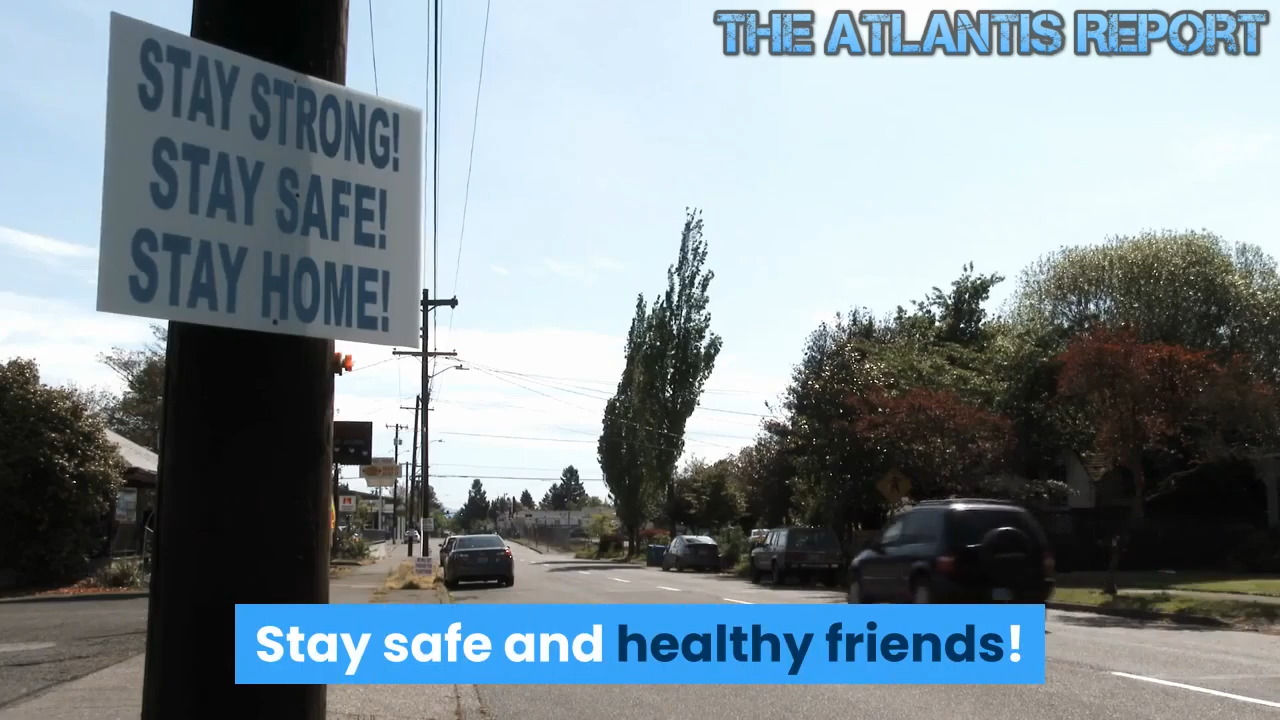 THE ATLANTIS REPORT
STAY STRONG!
STAY SAFE!
STAY HOME!
Stay safe and healthy friends!